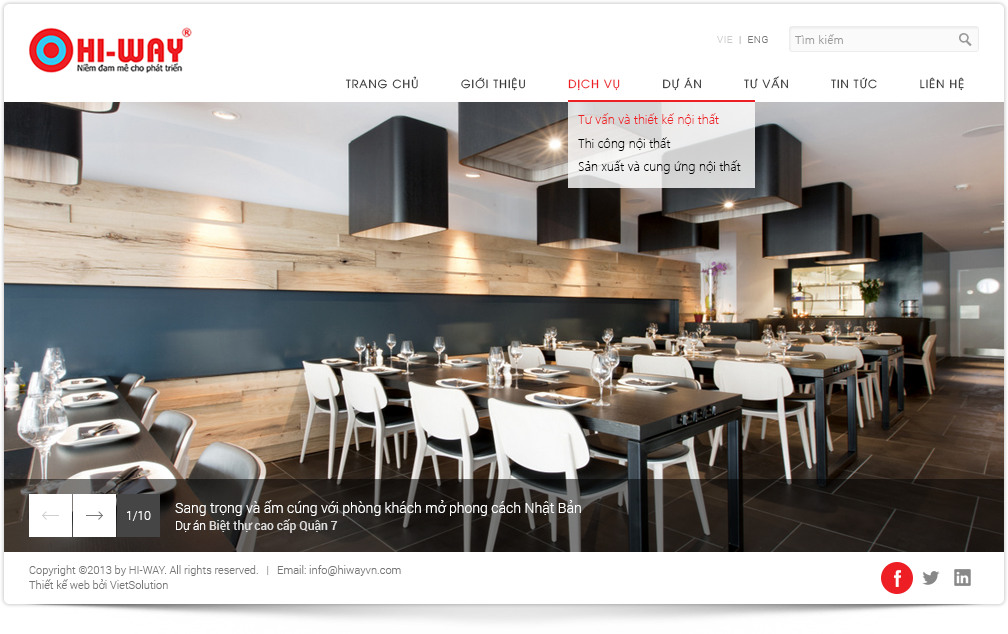 HI-WAY®
Niềm đam mê cho phát triển
VIE | ENG
Tìm kiếm
TRANG CHỦ GIỚI THIỆU DỊCH VỤ DỰ ÁN TƯ VẤN TIN TỨC LIÊN HỆ
Tư vấn và thiết kế nội thất
Thi công nội thất
Sản xuất và cung ứng nội thất
1/10
Sang trọng và ấm cúng với phòng khách mở phong cách Nhật Bản
Dự án Biệt thự cao cấp Quận 7
Copyright ©2013 by HI-WAY. All rights reserved. | Email: info@hiwayvn.com
Thiết kế web bởi VietSolution